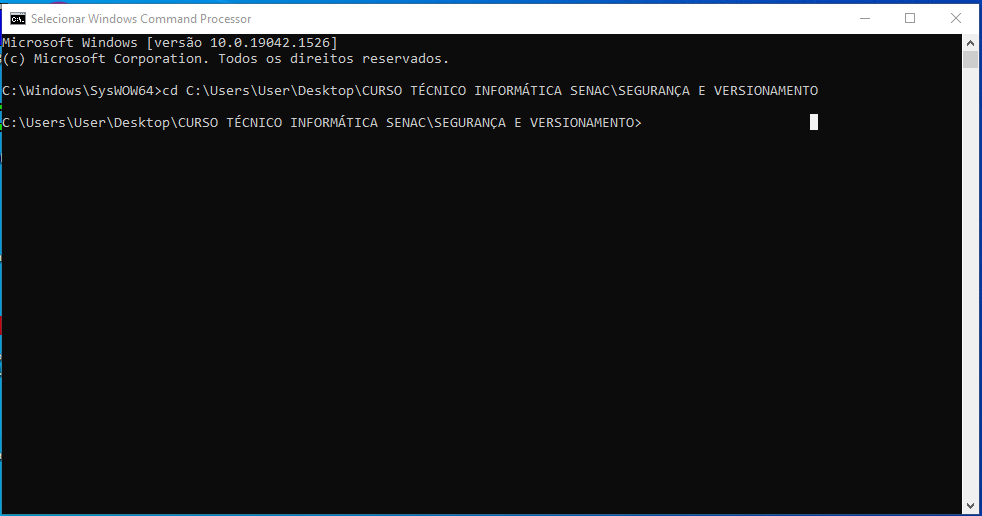 Selecionar Windows Command Processor
Microsoft Windows [versão 10.0.19042.1526]
(c) Microsoft Corporation. Todos os direitos reservados.
C:\Windows\SysWOW64>cd C:\Users\User\Desktop\CURSO TÉCNICO INFORMÁTICA SENAC\SEGURANÇA E VERSIONAMENTO
C:\Users\User\Desktop\CURSO TÉCNICO INFORMÁTICA SENAC\SEGURANÇA E VERSIONAMENTO>